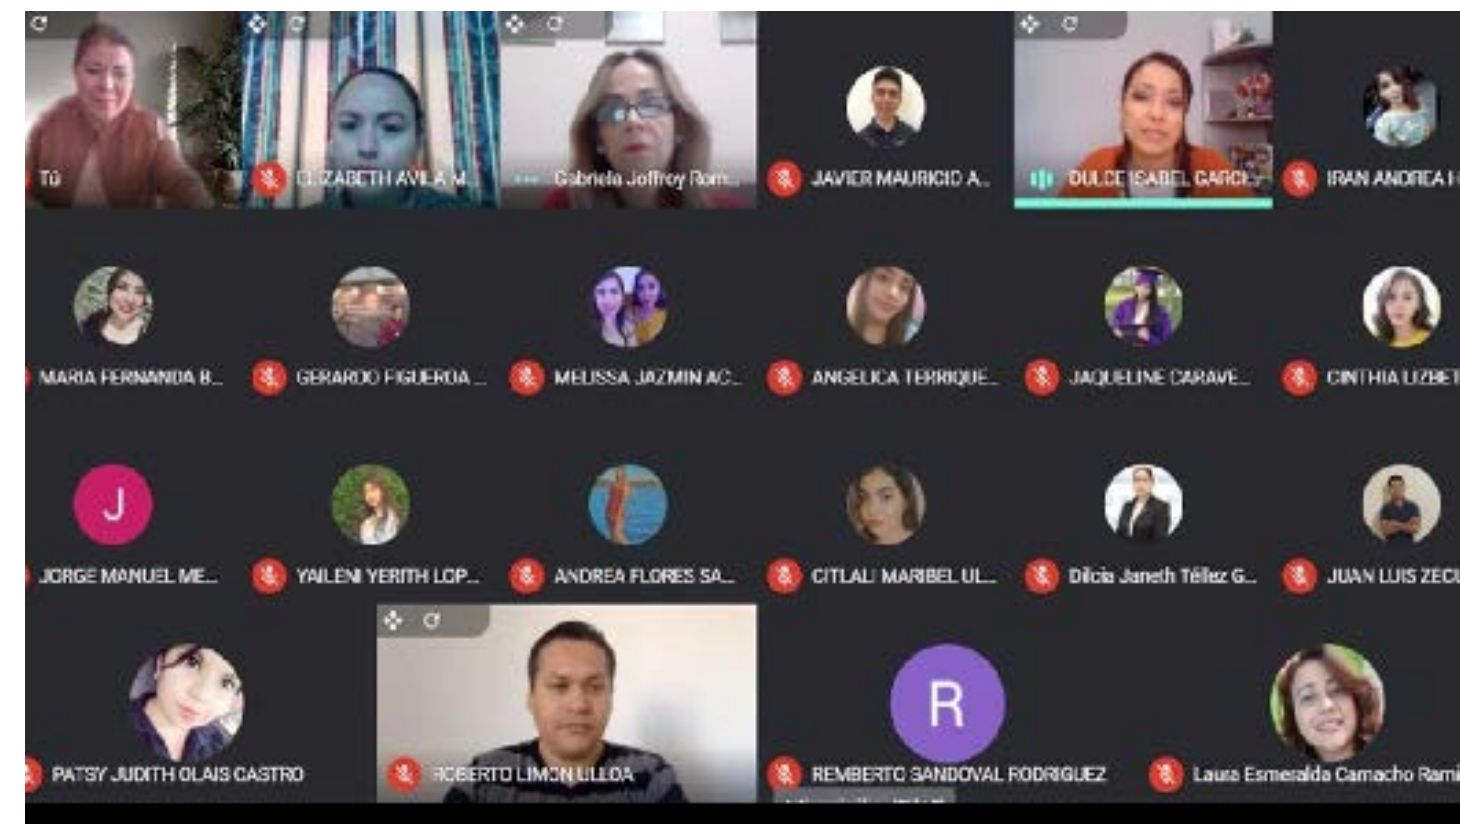 Tú
ELIZABETH AVILA M...
Gabriela Joffroy Rom...
JAVIER MAURICIO A...
DULCE ISABEL GARCI...
IRAN ANDREA H
MARIA FERNANDA B...
GERARDO FIGUEROA ...
MELISSA JAZMIN AC...
ANGELICA TERRIQUE...
JAQUELINE CARAVE...
CINTHIA LIZBET
J
JORGE MANUEL ME...
YAILENI YERITH LOP...
ANDREA FLORES SA...
CITLALI MARIBEL UL...
Dilcia Janeth Téllez G...
JUAN LUIS ZECU
PATSY JUDITH OLAIS CASTRO
ROBERTO LIMON ULLOA
R
REMBERTO SANDOVAL RODRIGUEZ
Laura Esmeralda Camacho Rami